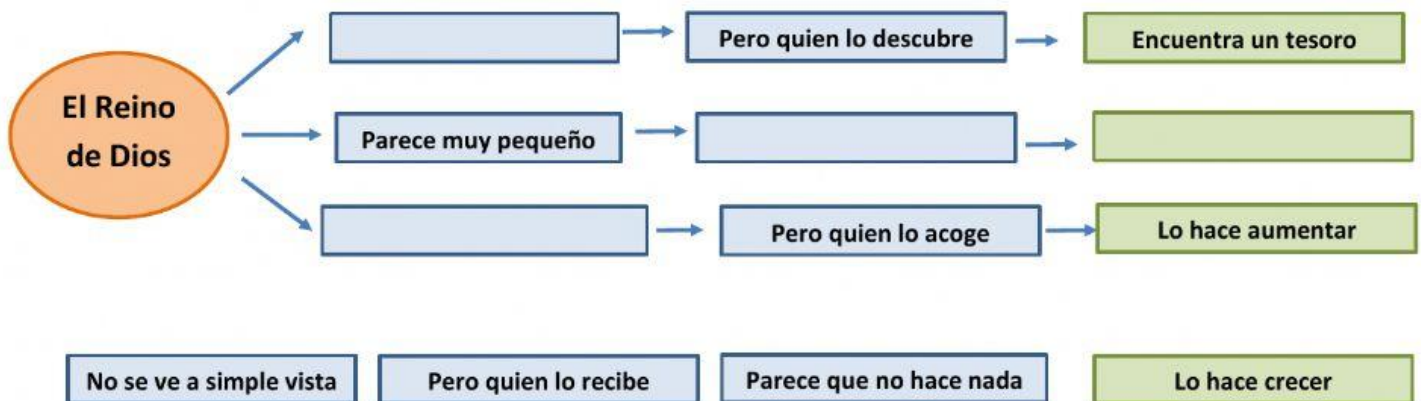 Pero quien lo descubre
Encuentra un tesoro
El Reino
de Dios
Parece muy pequeño
Pero quien lo acoge
Lo hace aumentar
No se ve a simple vista
Pero quien lo recibe
Parece que no hace nada
Lo hace crecer